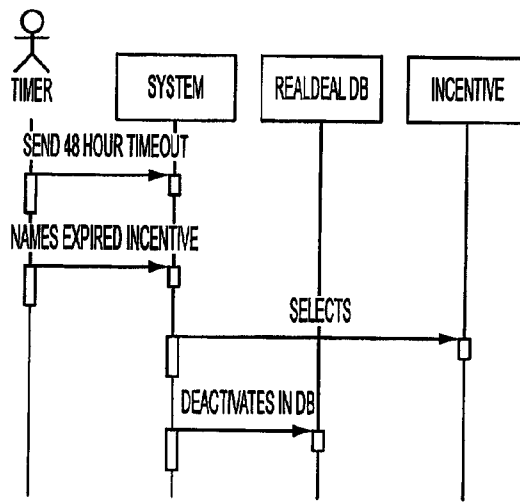 TIMER
SYSTEM
REALDEAL DB
INCENTIVE
SEND 48 HOUR TIMEOUT
NAMES EXPIRED INCENTIVE
SELECTS
DEACTIVATES IN DB